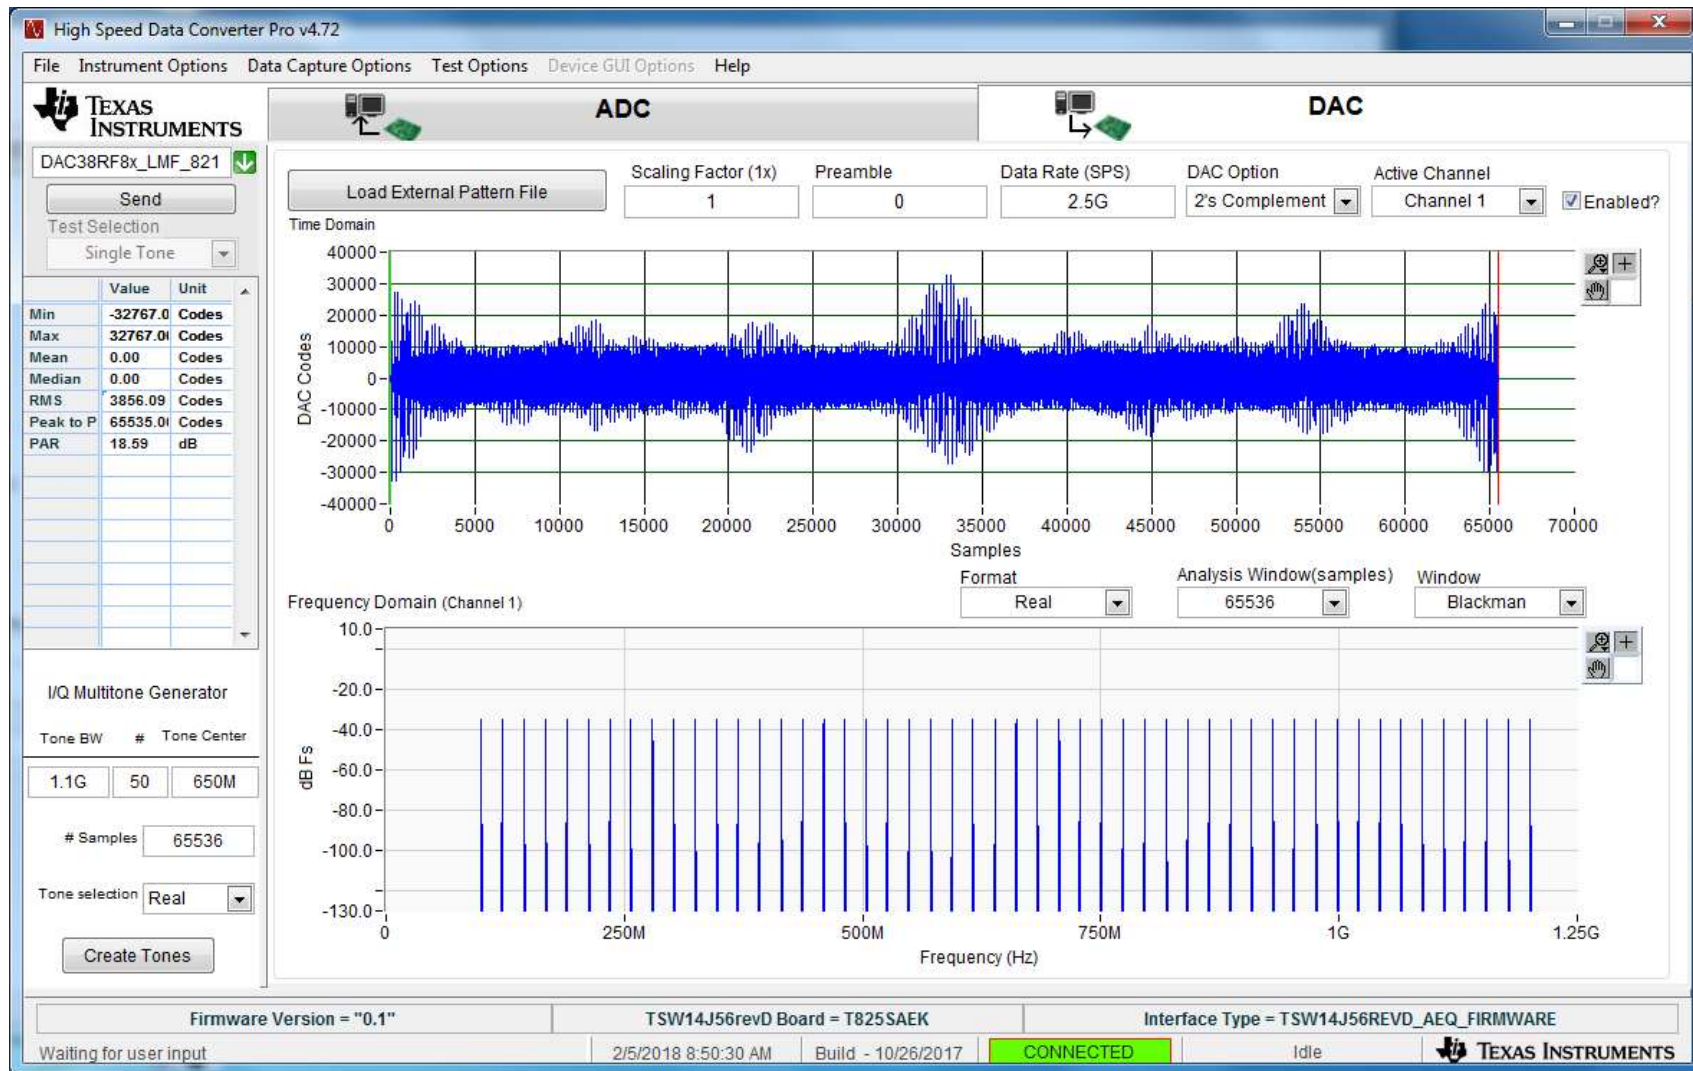 High Speed Data Converter Pro v4.72
File Instrument Options Data Capture Options Test Options Device GUI Options Help
TEXAS INSTRUMENTS
ADC
DAC
DAC38RF8x_LMF_821
Send
Test Selection
Single Tone
Value Unit
Min -32767.0 Codes
Max 32767.0 Codes
Mean 0.00 Codes
Median 0.00 Codes
RMS 3856.09 Codes
Peak to P 65535.0 Codes
PAR 18.59 dB
I/Q Multitone Generator
Tone BW # Tone Center
1.1G 50 650M
# Samples 65536
Tone selection Real
Create Tones
Load External Pattern File
Scaling Factor (1x) Preamble Data Rate (SPS) DAC Option Active Channel
1 0 2.5G 2's Complement Channel 1 Enabled?
Time Domain
40000
30000
20000
10000
0
-10000
-20000
-30000
-40000
DAC Codes
0 5000 10000 15000 20000 25000 30000 35000 40000 45000 50000 55000 60000 65000 70000
Samples
Format Analysis Window(samples) Window
Real 65536 Blackman
Frequency Domain (Channel 1)
10.0
-20.0
-40.0
-60.0
-80.0
-100.0
-130.0
dB Fs
0 250M 500M 750M 1G 1.25G
Frequency (Hz)
Firmware Version = "0.1" TSW14J56revD Board = T825SAEK Interface Type = TSW14J56REVD_AEQ_FIRMWARE
Waiting for user input 2/5/2018 8:50:30 AM Build - 10/26/2017 CONNECTED Idle TEXAS INSTRUMENTS